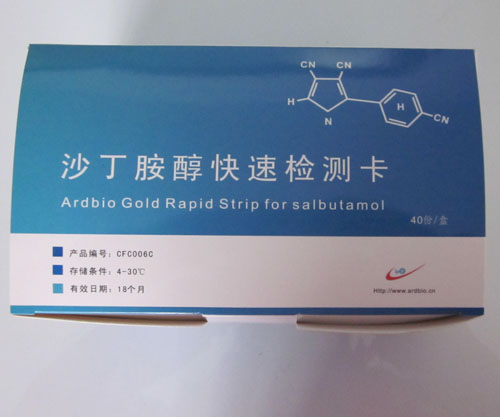 CN CN
H
H
N
CN
沙丁胺醇快速检测卡
Ardbio Gold Rapid Strip for salbutamol
40份/盒
产品编号：CFC006C
存储条件：4-30℃
有效日期：18个月
Http://www.ardbio.cn